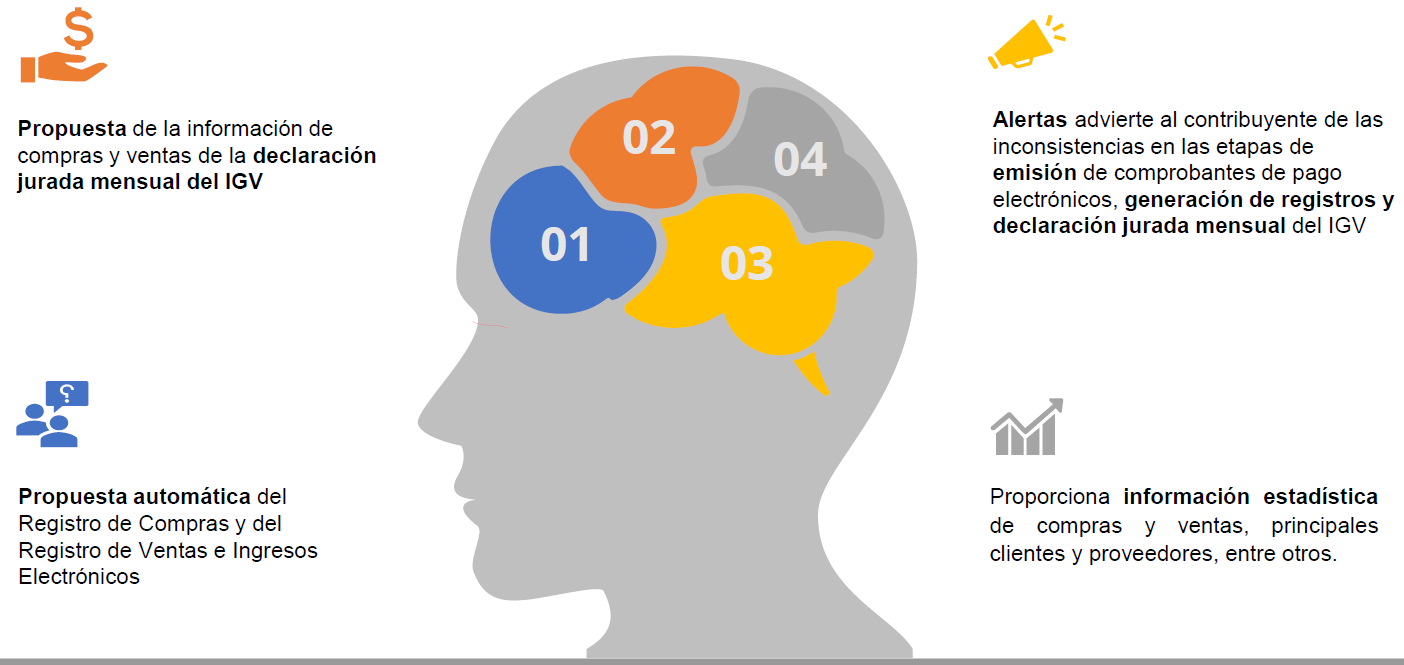 Propuesta de la información de
compras y ventas de la declaración
jurada mensual del IGV
Propuesta automática del
Registro de Compras y del
Registro de Ventas e Ingresos
Electrónicos
01
02
03
04
Alertas advierte al contribuyente de las
inconsistencias en las etapas de
emisión de comprobantes de pago
electrónicos, generación de registros y
declaración jurada mensual del IGV
Proporciona información estadística
de compras y ventas, principales
clientes y proveedores, entre otros.